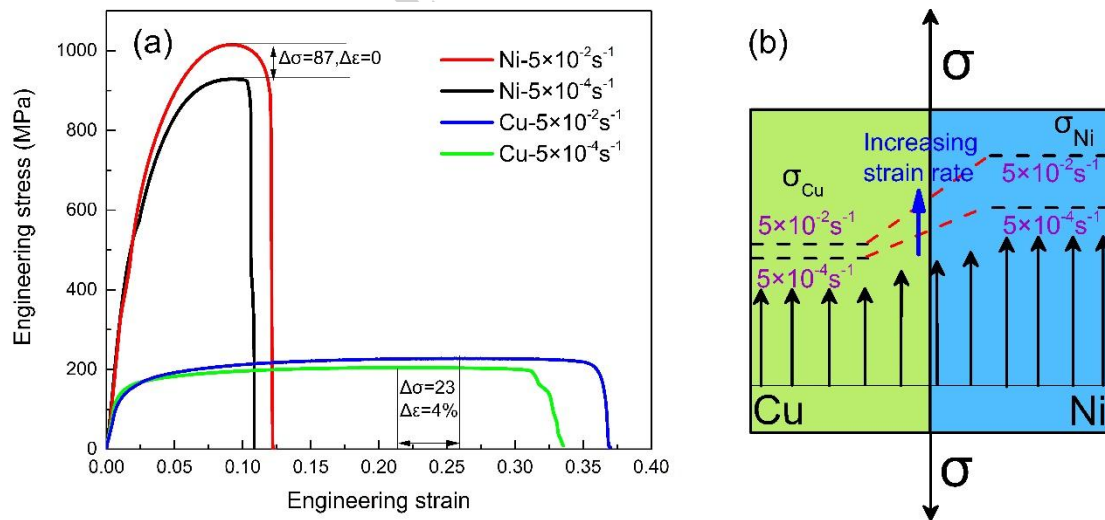 (a)
Δσ=87,Δε=0
Ni-5×10⁻²s⁻¹
Ni-5×10⁻⁴s⁻¹
Cu-5×10⁻²s⁻¹
Cu-5×10⁻⁴s⁻¹
Δσ=23
Δε=4%
1000
800
600
400
200
0
0.00 0.05 0.10 0.15 0.20 0.25 0.30 0.35 0.40
Engineering stress (MPa)
Engineering strain
(b)
σ
Increasing
strain rate
σCu
5×10⁻²s⁻¹
5×10⁻⁴s⁻¹
σNi
5×10⁻²s⁻¹
5×10⁻⁴s⁻¹
Cu
Ni
σ